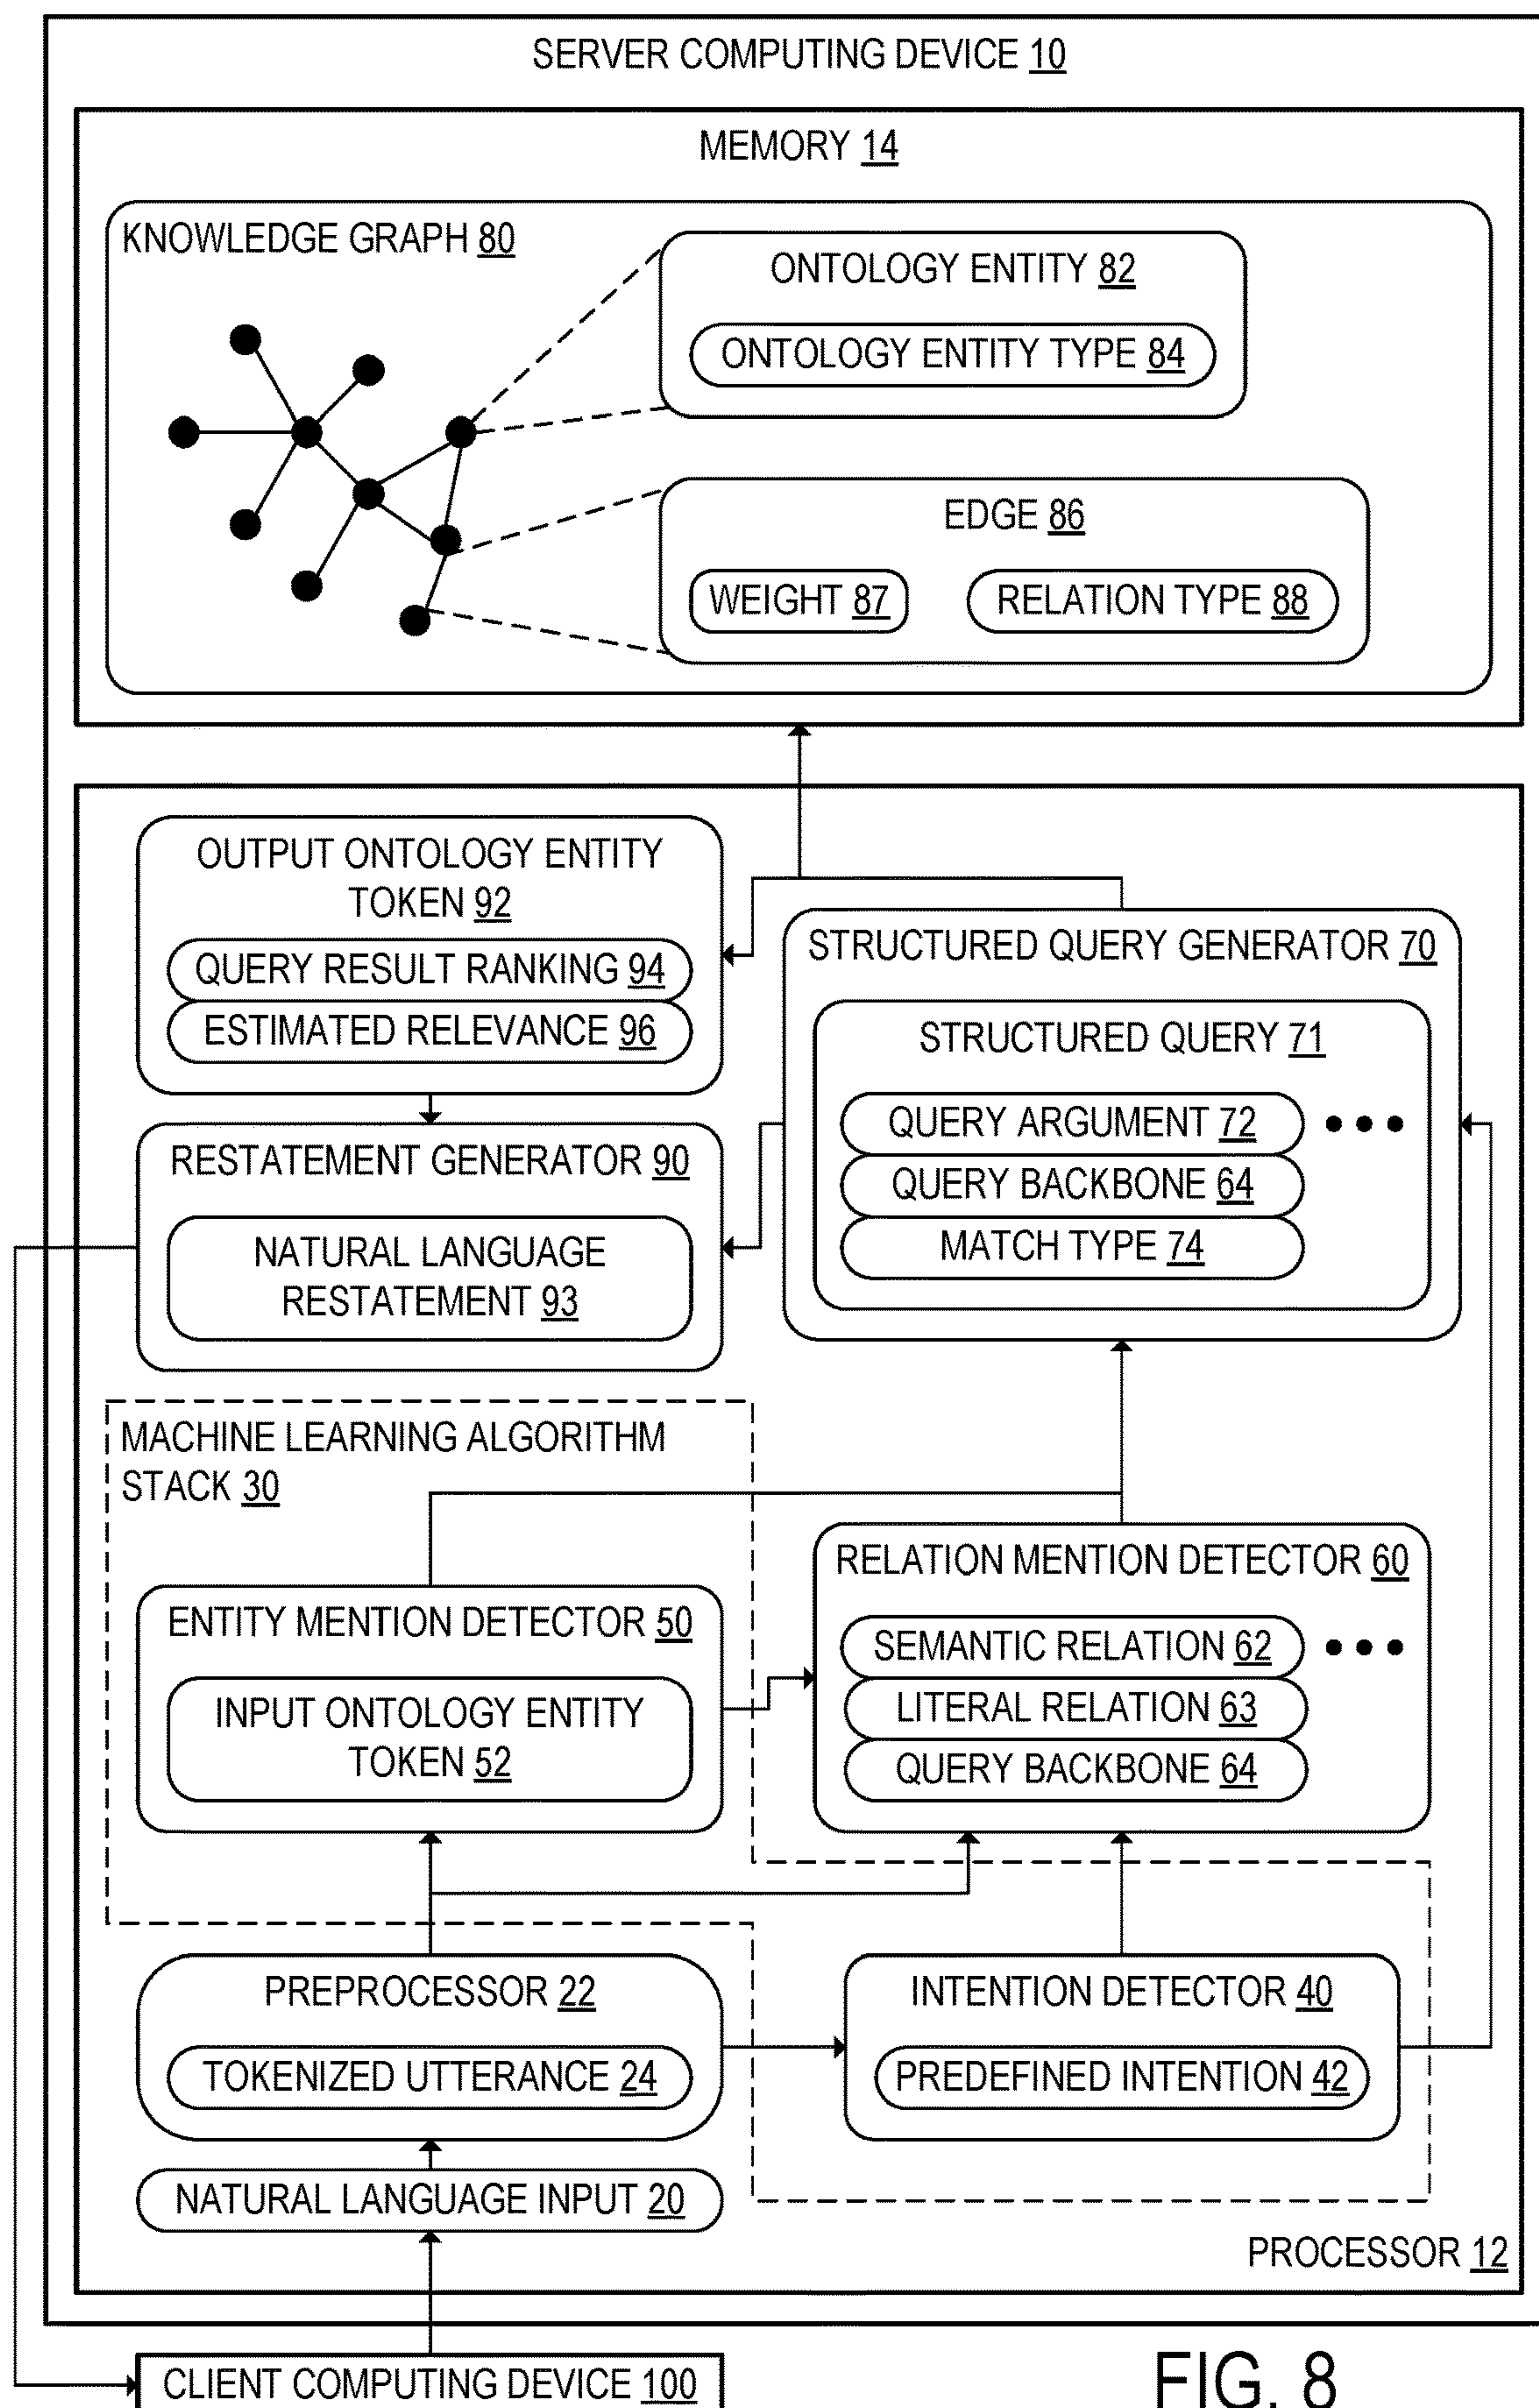 SERVER COMPUTING DEVICE 10
MEMORY 14
KNOWLEDGE GRAPH 80
ONTOLOGY ENTITY 82
ONTOLOGY ENTITY TYPE 84
EDGE 86
WEIGHT 87
RELATION TYPE 88
OUTPUT ONTOLOGY ENTITY
TOKEN 92
QUERY RESULT RANKING 94
ESTIMATED RELEVANCE 96
STRUCTURED QUERY GENERATOR 70
STRUCTURED QUERY 71
QUERY ARGUMENT 72
QUERY BACKBONE 64
MATCH TYPE 74
RESTATEMENT GENERATOR 90
NATURAL LANGUAGE
RESTATEMENT 93
MACHINE LEARNING ALGORITHM
STACK 30
ENTITY MENTION DETECTOR 50
INPUT ONTOLOGY ENTITY
TOKEN 52
RELATION MENTION DETECTOR 60
SEMANTIC RELATION 62
LITERAL RELATION 63
QUERY BACKBONE 64
PREPROCESSOR 22
TOKENIZED UTTERANCE 24
INTENTION DETECTOR 40
PREDEFINED INTENTION 42
NATURAL LANGUAGE INPUT 20
PROCESSOR 12
CLIENT COMPUTING DEVICE 100
FIG. 8